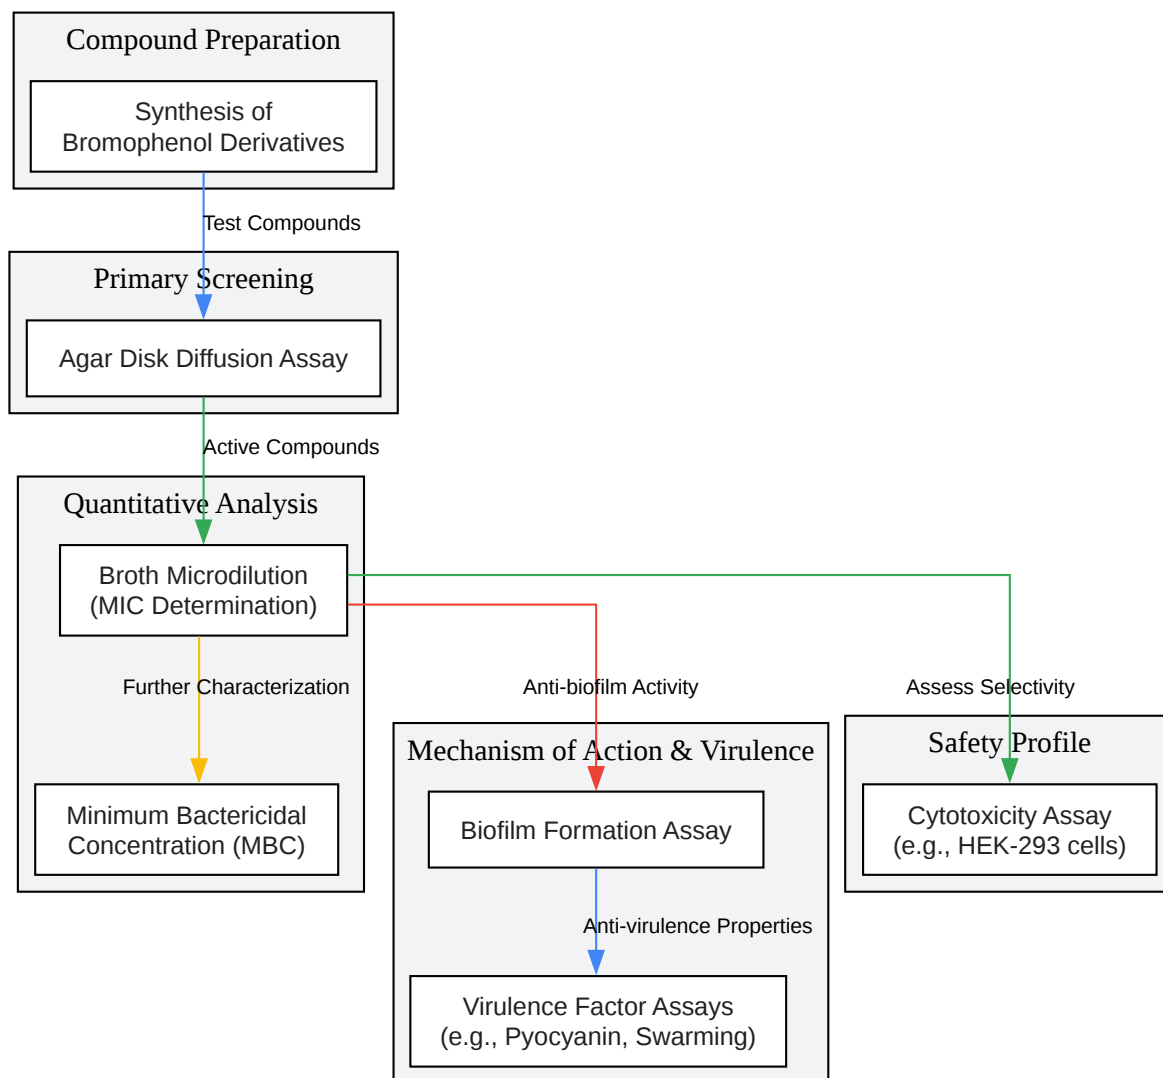 Compound Preparation
Synthesis of
Bromophenol Derivatives
Test Compounds
Primary Screening
Agar Disk Diffusion Assay
Active Compounds
Quantitative Analysis
Broth Microdilution
(MIC Determination)
Further Characterization
Anti-biofilm Activity
Assess Selectivity
Minimum Bactericidal
Concentration (MBC)
Mechanism of Action & Virulence
Biofilm Formation Assay
Anti-virulence Properties
Virulence Factor Assays
(e.g., Pyocyanin, Swarming)
Safety Profile
Cytotoxicity Assay
(e.g., HEK-293 cells)